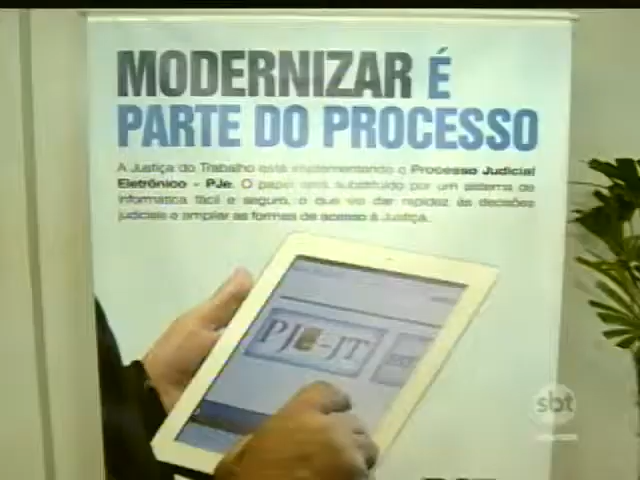 MODERNIZAR É
PARTE DO PROCESSO
A Justiça do Trabalho está implementando o Processo Judicial
Eletrônico - PJe. O papel será substituído por um sistema de
informática fácil e seguro, o que vai dar rapidez às decisões
judiciais e ampliar as formas de acesso à Justiça.
PJe-JT
sbt